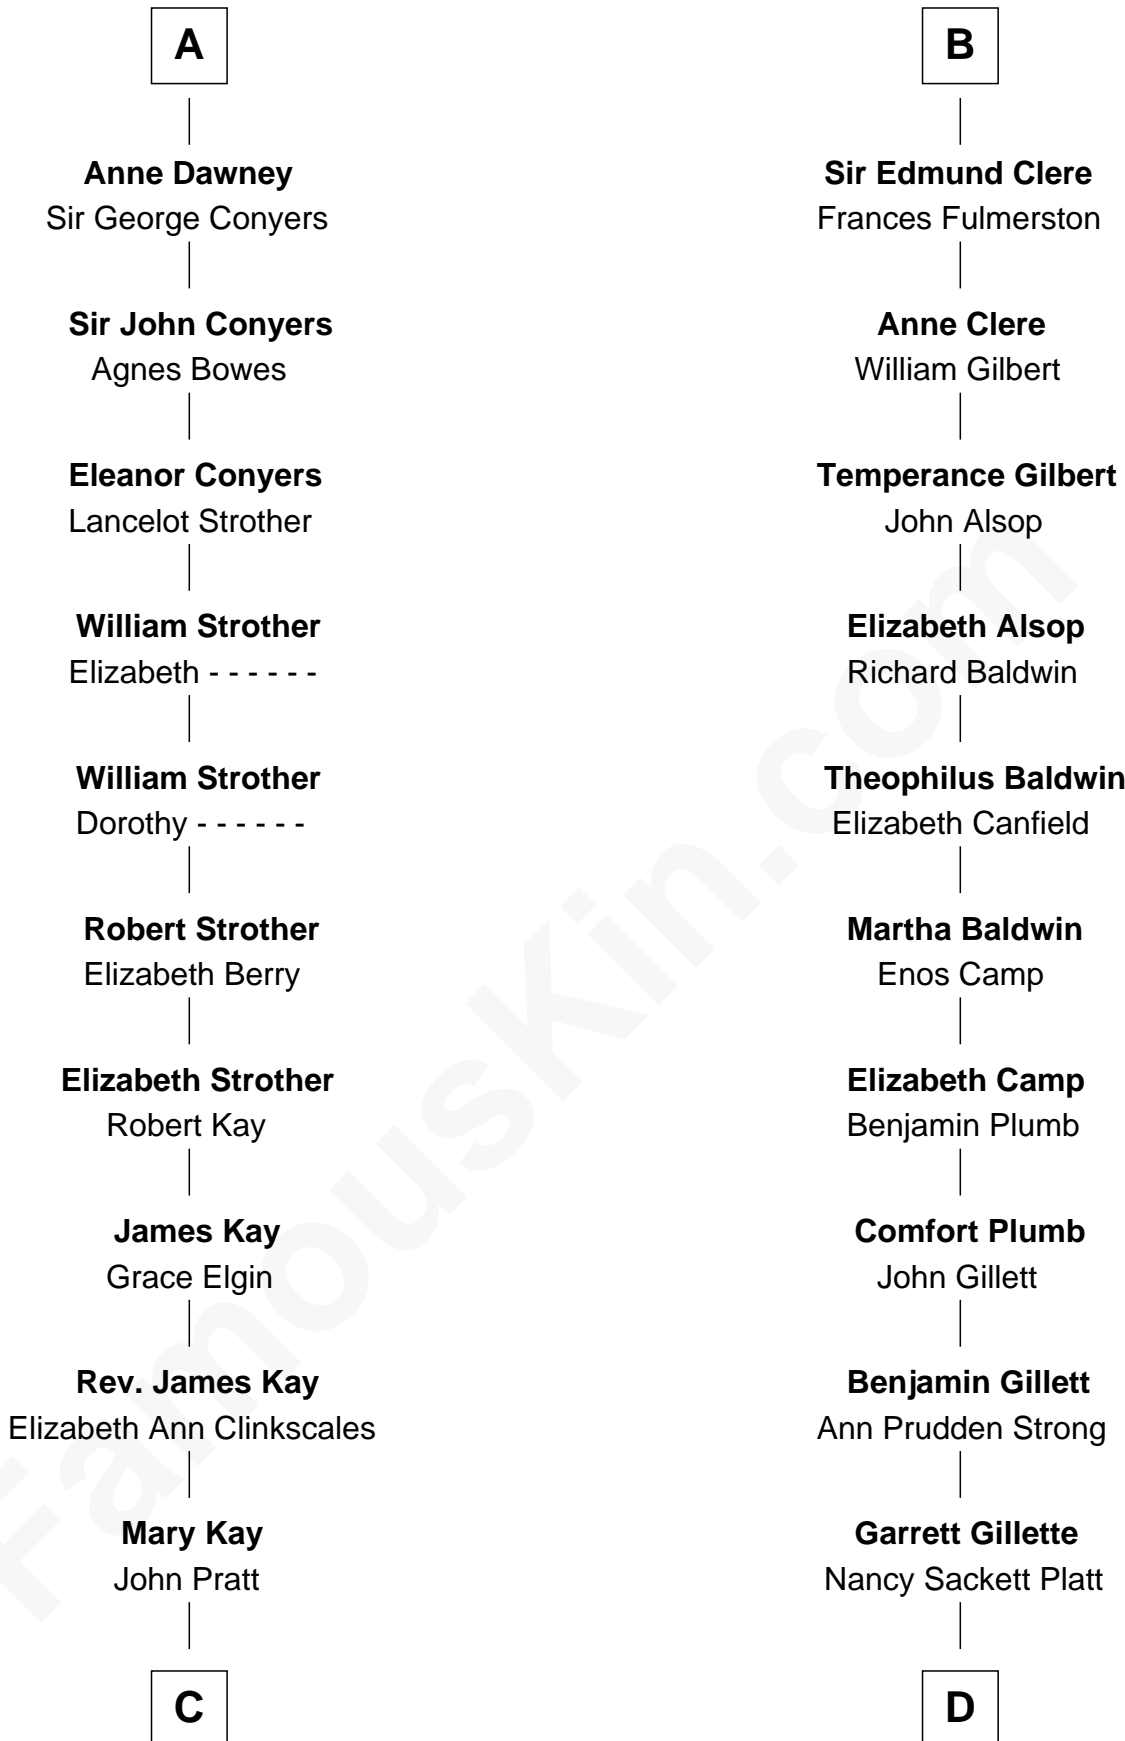 A
Anne Dawney
Sir George Conyers
Sir John Conyers
Agnes Bowes
Eleanor Conyers
Lancelot Strother
William Strother
Elizabeth - - - - - -
William Strother
Dorothy - - - - - -
Robert Strother
Elizabeth Berry
Elizabeth Strother
Robert Kay
James Kay
Grace Elgin
Rev. James Kay
Elizabeth Ann Clinkscales
Mary Kay
John Pratt
C
B
Sir Edmund Clere
Frances Fulmerston
Anne Clere
William Gilbert
Temperance Gilbert
John Alsop
Elizabeth Alsop
Richard Baldwin
Theophilus Baldwin
Elizabeth Canfield
Martha Baldwin
Enos Camp
Elizabeth Camp
Benjamin Plumb
Comfort Plumb
John Gillett
Benjamin Gillett
Ann Prudden Strong
Garrett Gillette
Nancy Sackett Platt
D
FamousKin.com